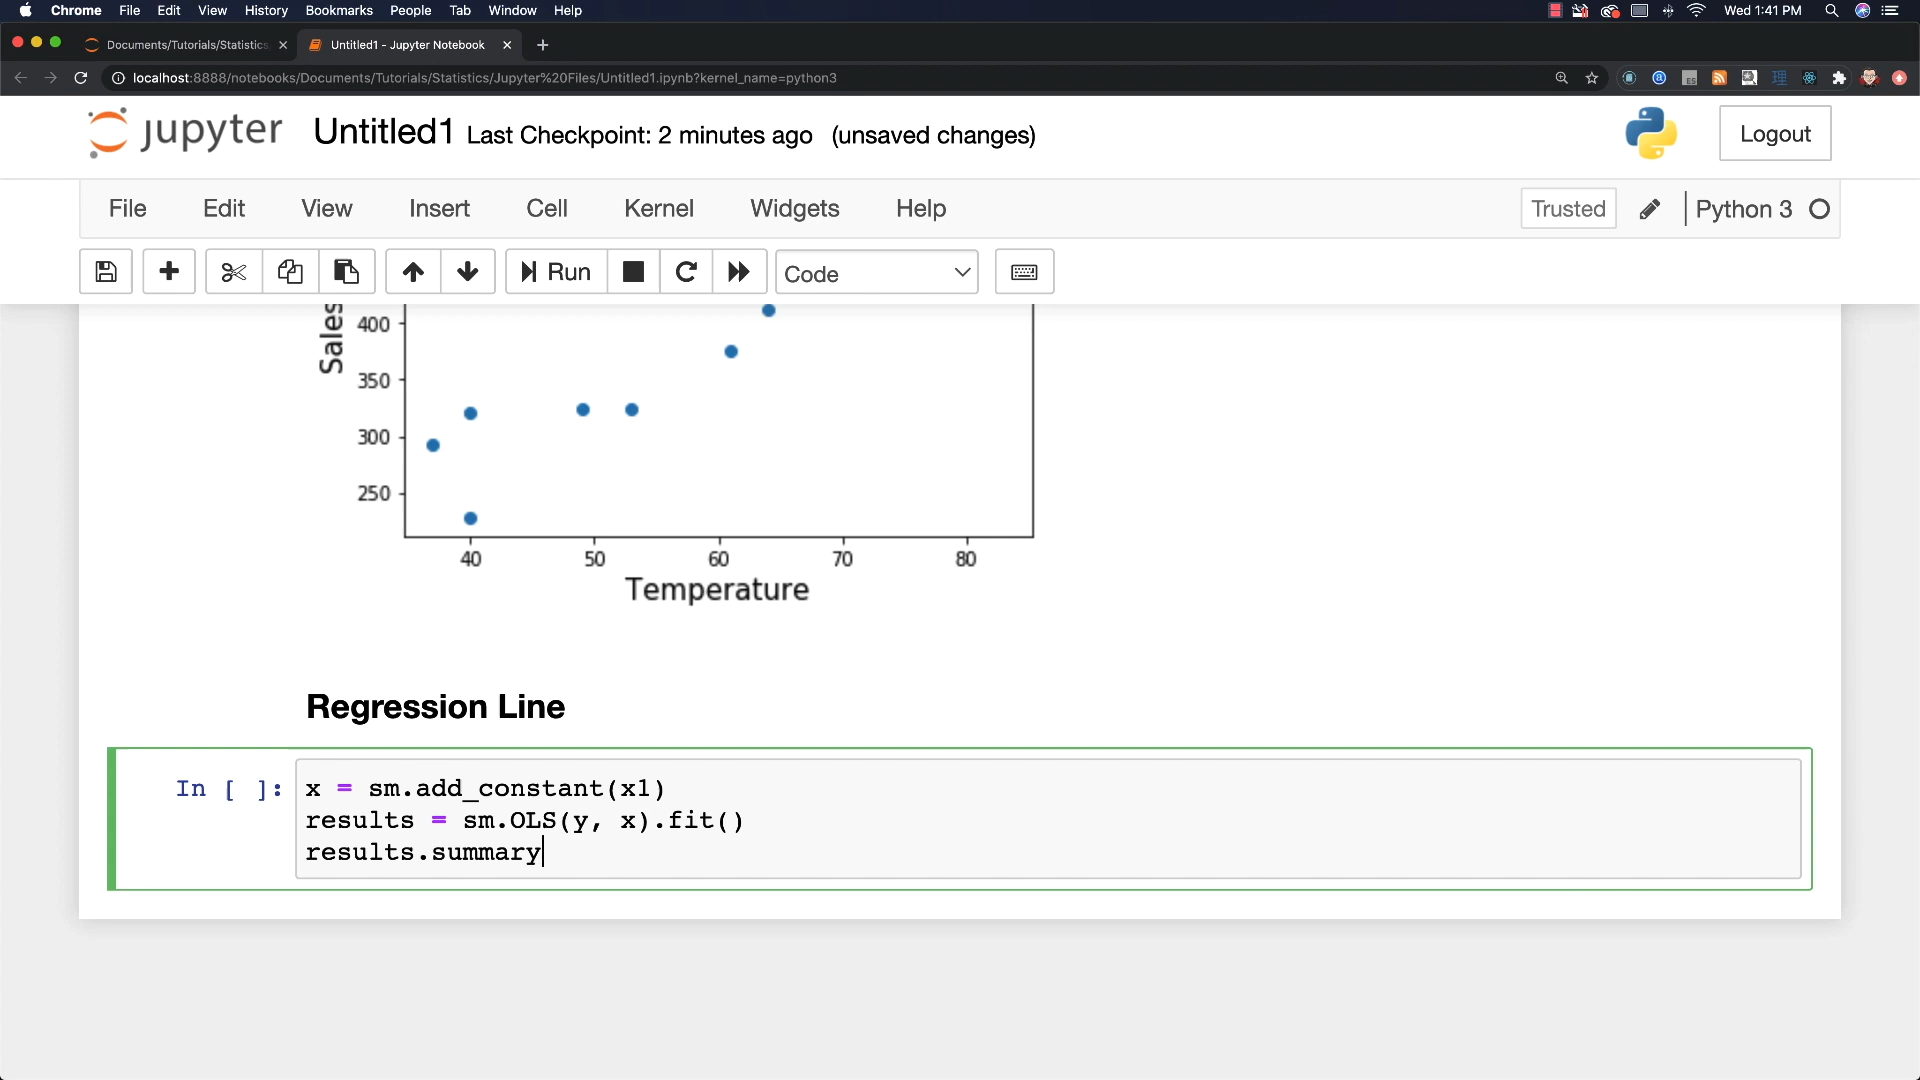 Chrome File Edit View History Bookmarks People Tab Window Help Wed 1:41 PM
Documents/Tutorials/Statistics Untitled1 - Jupyter Notebook
localhost:8888/notebooks/Documents/Tutorials/Statistics/Jupyter%20Files/Untitled1.ipynb?kernel_name=python3
jupyter Untitled1 Last Checkpoint: 2 minutes ago (unsaved changes) Logout
File Edit View Insert Cell Kernel Widgets Help Trusted Python 3
Run Code
Sales
400
350
300
250
40 50 60 70 80
Temperature
Regression Line
In [ ]: x = sm.add_constant(x1)
results = sm.OLS(y, x).fit()
results.summary